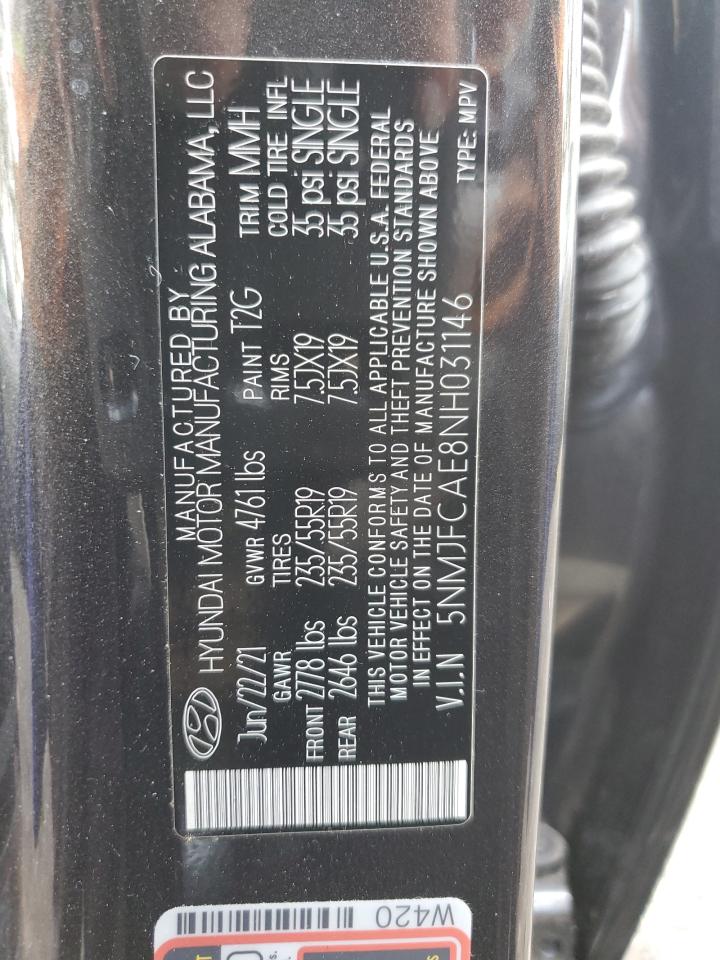 MANUFACTURED BY
HYUNDAI MOTOR MANUFACTURING ALABAMA, LLC
Jun/22/21 GVWR 4761 lbs PAINT T2G TRIM MMH
GAWR TIRES RIMS COLD TIRE INFL
FRONT 2778 lbs 235/55R19 7.5JX19 35 psi SINGLE
REAR 2646 lbs 235/55R19 7.5JX19 35 psi SINGLE
THIS VEHICLE CONFORMS TO ALL APPLICABLE U.S.A. FEDERAL
MOTOR VEHICLE SAFETY AND THEFT PREVENTION STANDARDS
IN EFFECT ON THE DATE OF MANUFACTURE SHOWN ABOVE
V.I.N 5NMJFCAE8NH031146 TYPE: MPV
W420